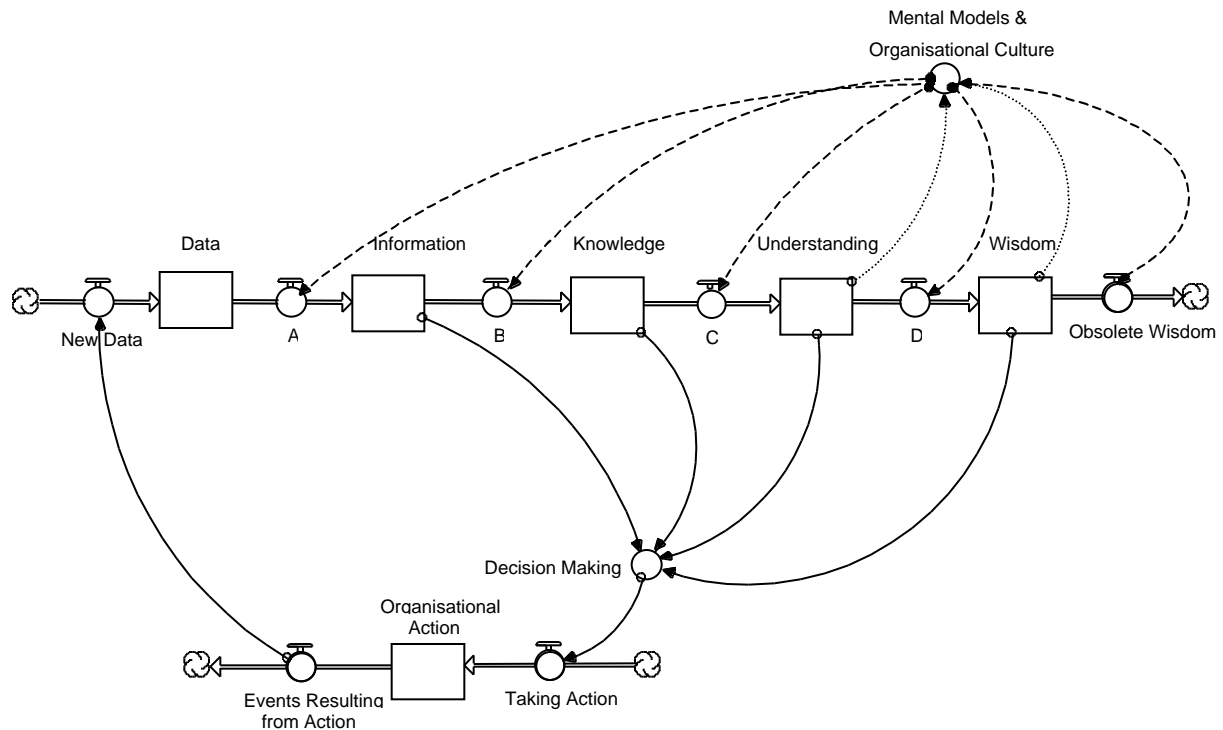 Mental Models &
Organisational Culture
Data
Information
Knowledge
Understanding
Wisdom
New Data
A
B
C
D
Obsolete Wisdom
Decision Making
Organisational
Action
Taking Action
Events Resulting
from Action